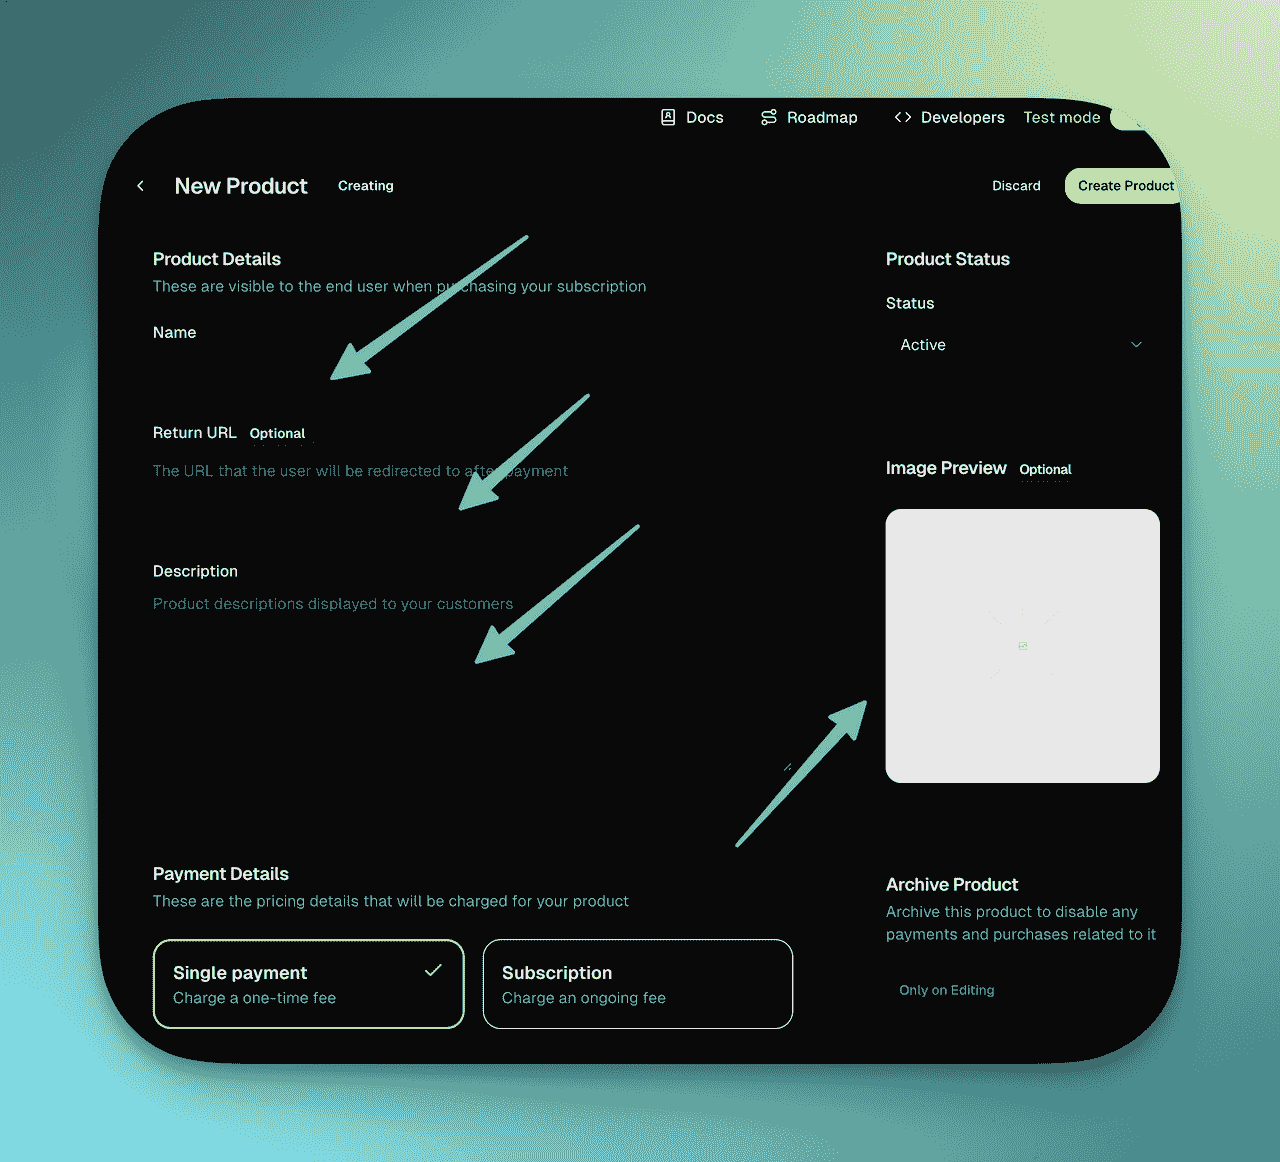 Docs
Roadmap
Developers
Test mode
New Product
Creating
Discard
Create Product
Product Details
These are visible to the end user when purchasing your subscription
Name
Return URL
Optional
The URL that the user will be redirected to after payment
Description
Product descriptions displayed to your customers
Product Status
Status
Active
Image Preview
Optional
Payment Details
These are the pricing details that will be charged for your product
Single payment
Charge a one-time fee
Subscription
Charge an ongoing fee
Archive Product
Archive this product to disable any
payments and purchases related to it
Only on Editing